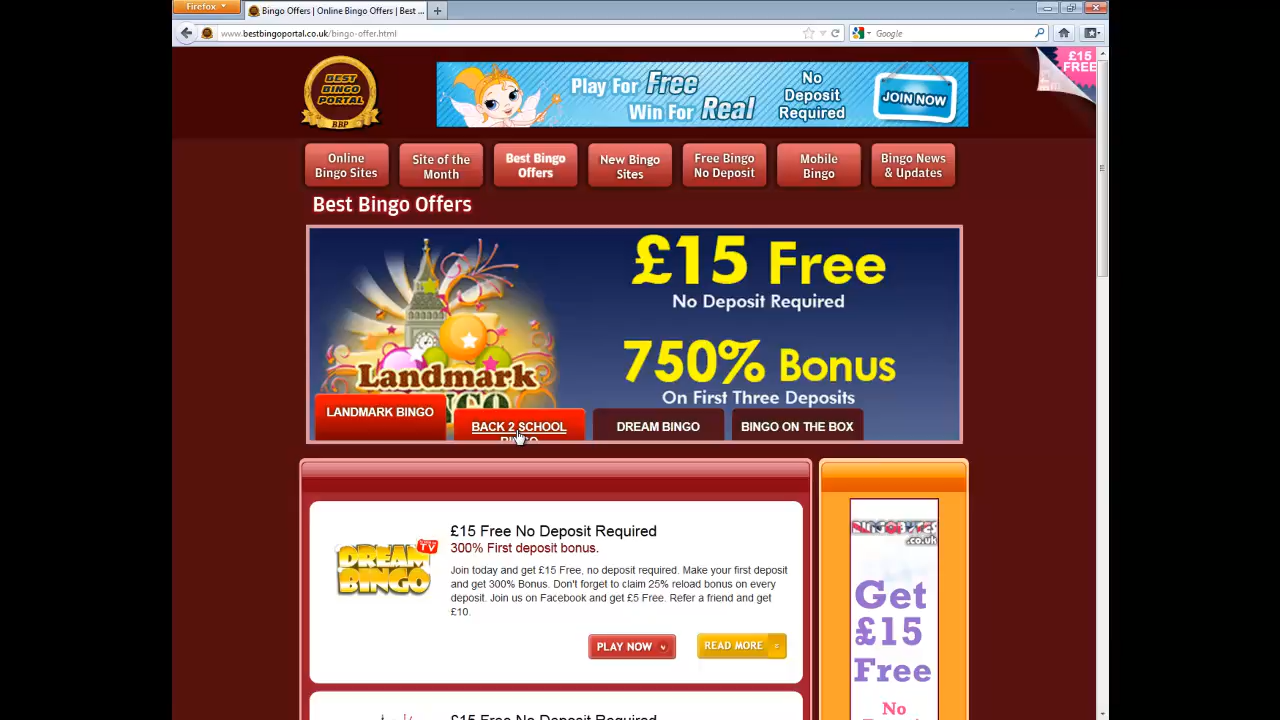 Firefox
Bingo Offers | Online Bingo Offers | Best ...
www.bestbingoportal.co.uk/bingo-offer.html
Google
£15
FREE
BEST
BINGO
PORTAL
BBP
Play For Free
Win For Real
No
Deposit
Required
JOIN NOW
Online
Bingo Sites
Site of the
Month
Best Bingo
Offers
New Bingo
Sites
Free Bingo
No Deposit
Mobile
Bingo
Bingo News
& Updates
Best Bingo Offers
£15 Free
No Deposit Required
750% Bonus
On First Three Deposits
Landmark
LANDMARK BINGO
BACK 2 SCHOOL
BINGO
DREAM BINGO
BINGO ON THE BOX
DREAM
BINGO
TV
£15 Free No Deposit Required
300% First deposit bonus.
Join today and get £15 Free, no deposit required. Make your first deposit
and get 300% Bonus. Don't forget to claim 25% reload bonus on every
deposit. Join us on Facebook and get £5 Free. Refer a friend and get
£10.
PLAY NOW
READ MORE
£15 Free No Deposit Required
.co.uk
Get
£15
Free
No